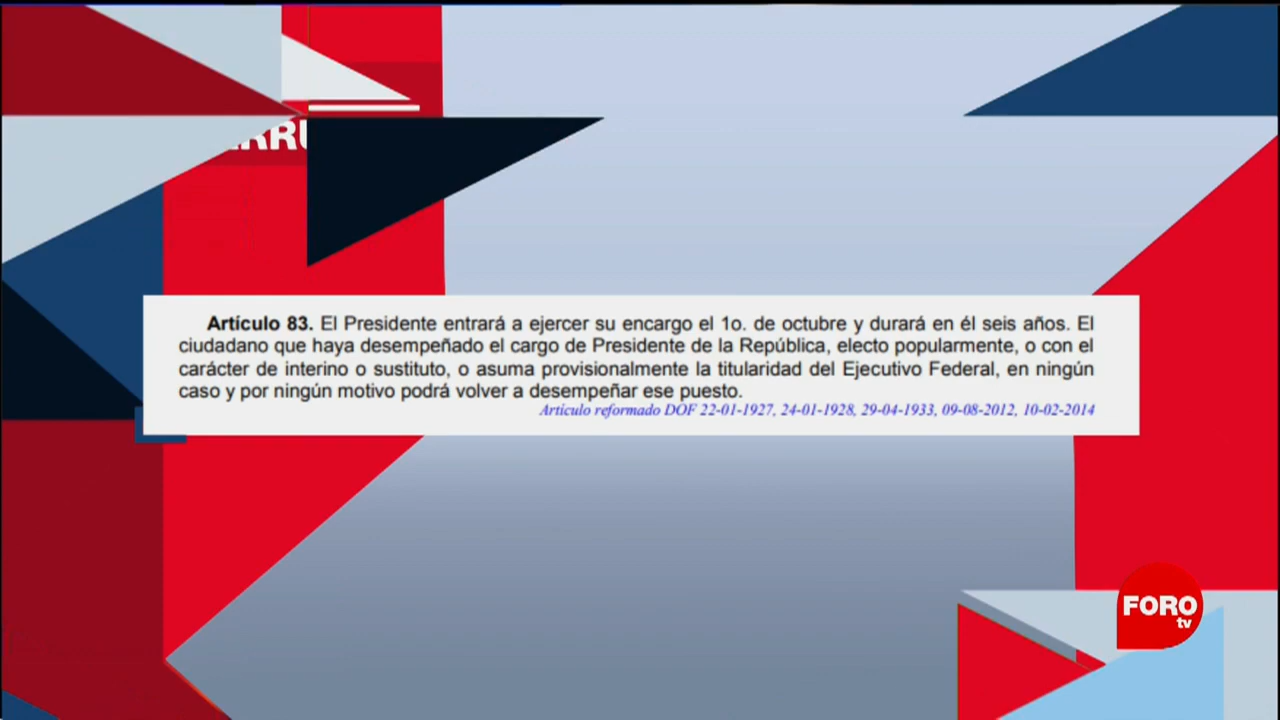 Artículo 83. El Presidente entrará a ejercer su encargo el 1o. de octubre y durará en él seis años. El
ciudadano que haya desempeñado el cargo de Presidente de la República, electo popularmente, o con el
carácter de interino o sustituto, o asuma provisionalmente la titularidad del Ejecutivo Federal, en ningún
caso y por ningún motivo podrá volver a desempeñar ese puesto.
Artículo reformado DOF 22-01-1927, 24-01-1928, 29-04-1933, 09-08-2012, 10-02-2014
FORO
tv